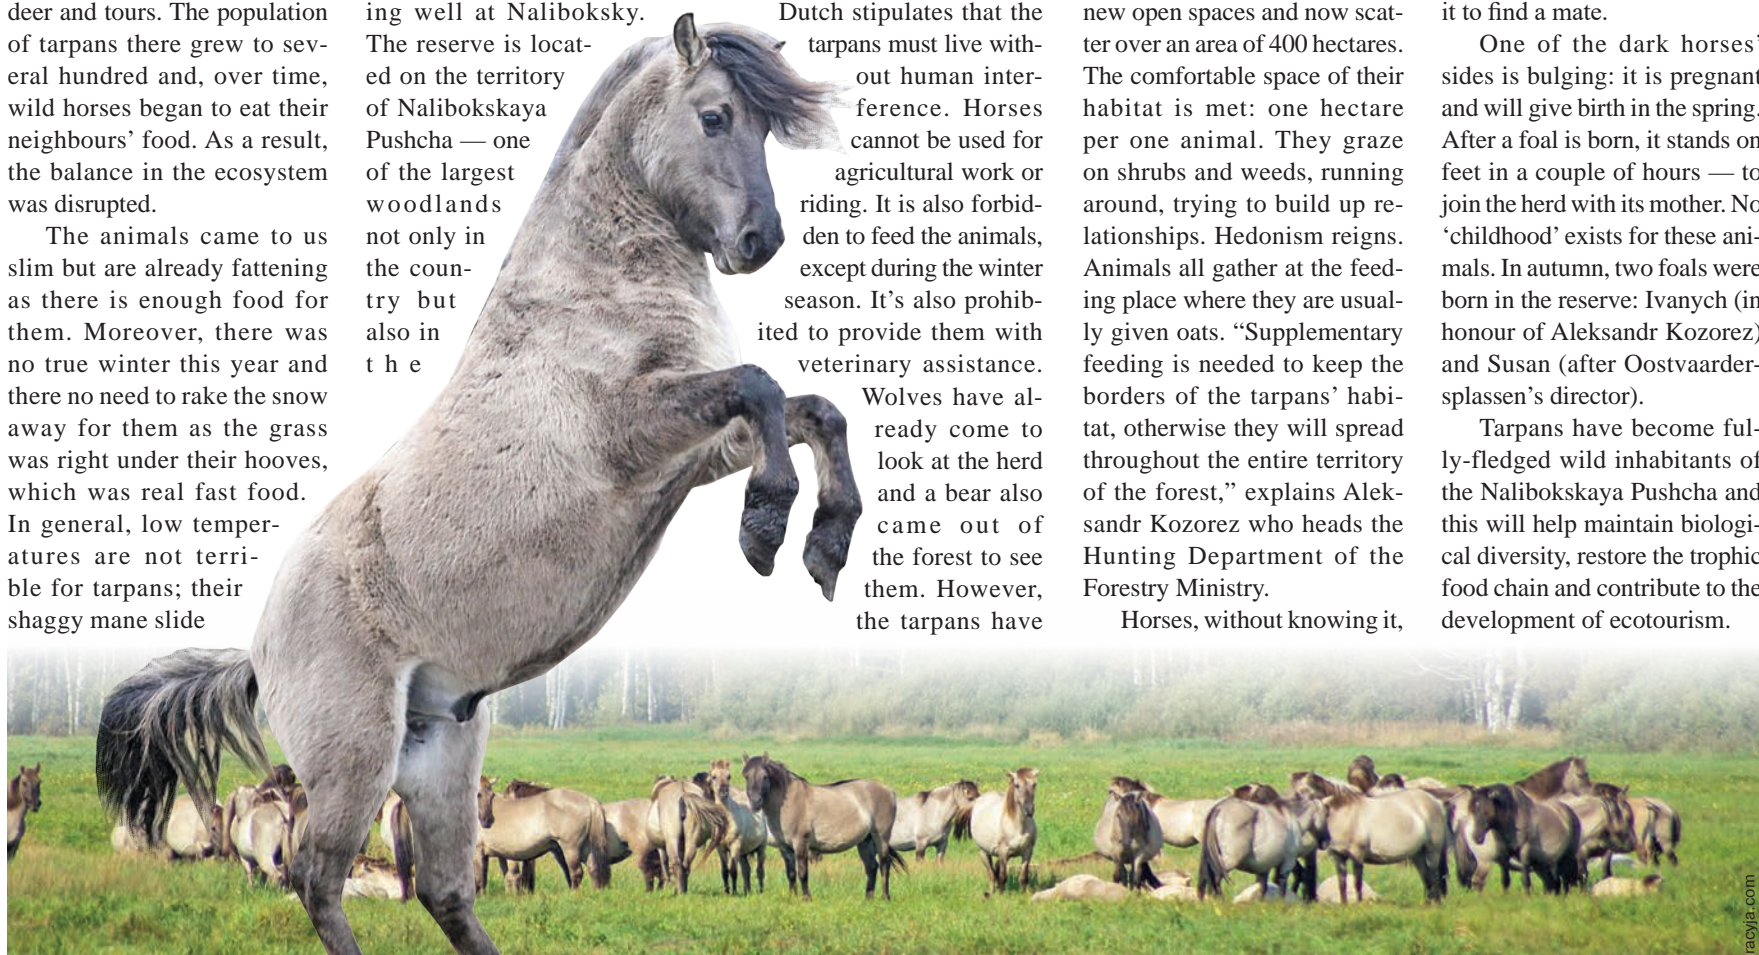 deer and tours. The population
of tarpans there grew to sev-
eral hundred and, over time,
wild horses began to eat their
neighbours’ food. As a result,
the balance in the ecosystem
was disrupted.
The animals came to us
slim but are already fattening
as there is enough food for
them. Moreover, there was
no true winter this year and
there no need to rake the snow
away for them as the grass
was right under their hooves,
which was real fast food.
In general, low temper-
atures are not terri-
ble for tarpans; their
shaggy mane slide
ing well at Naliboksky.
The reserve is locat-
ed on the territory
of Nalibokskaya
Pushcha — one
of the largest
woodlands
not only in
the coun-
try but
also in
the
Dutch stipulates that the
tarpans must live with-
out human inter-
ference. Horses
cannot be used for
agricultural work or
riding. It is also forbid-
den to feed the animals,
except during the winter
season. It’s also prohib-
ited to provide them with
veterinary assistance.
Wolves have al-
ready come to
look at the herd
and a bear also
came out of
the forest to see
them. However,
the tarpans have
new open spaces and now scat-
ter over an area of 400 hectares.
The comfortable space of their
habitat is met: one hectare
per one animal. They graze
on shrubs and weeds, running
around, trying to build up re-
lationships. Hedonism reigns.
Animals all gather at the feed-
ing place where they are usual-
ly given oats. “Supplementary
feeding is needed to keep the
borders of the tarpans’ habi-
tat, otherwise they will spread
throughout the entire territory
of the forest,” explains Alek-
sandr Kozorez who heads the
Hunting Department of the
Forestry Ministry.
Horses, without knowing it,
it to find a mate.
One of the dark horses’
sides is bulging: it is pregnant
and will give birth in the spring.
After a foal is born, it stands on
feet in a couple of hours — to
join the herd with its mother. No
‘childhood’ exists for these ani-
mals. In autumn, two foals were
born in the reserve: Ivanych (in
honour of Aleksandr Kozorez)
and Susan (after Oostvaarder-
splassen’s director).
Tarpans have become ful-
ly-fledged wild inhabitants of
the Nalibokskaya Pushcha and
this will help maintain biologi-
cal diversity, restore the trophic
food chain and contribute to the
development of ecotourism.
racyja.com